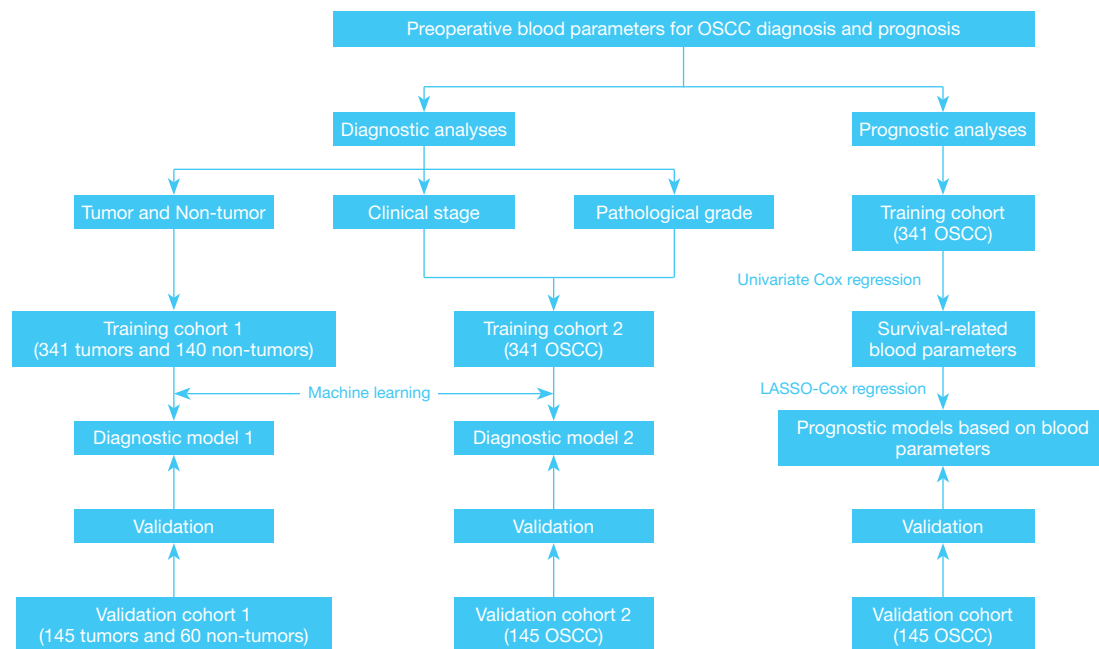 Preoperative blood parameters for OSCC diagnosis and prognosis
Diagnostic analyses
Prognostic analyses
Tumor and Non-tumor
Clinical stage
Pathological grade
Training cohort
(341 OSCC)
Univariate Cox regression
Training cohort 1
(341 tumors and 140 non-tumors)
Training cohort 2
(341 OSCC)
Survival-related
blood parameters
Machine learning
LASSO-Cox regression
Diagnostic model 1
Diagnostic model 2
Prognostic models based on blood
parameters
Validation
Validation
Validation
Validation cohort 1
(145 tumors and 60 non-tumors)
Validation cohort 2
(145 OSCC)
Validation cohort
(145 OSCC)